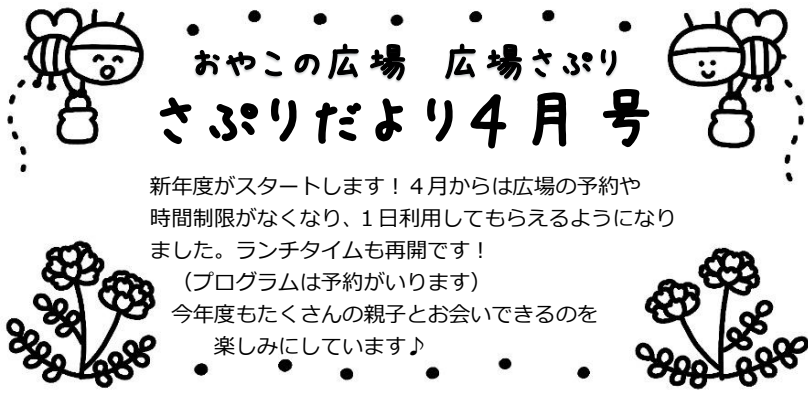 おやこの広場 広場さぷり
さぷりだより4月号
新年度がスタートします！４月からは広場の予約や
時間制限がなくなり、１日利用してもらえるようになり
ました。ランチタイムも再開です！
（プログラムは予約がいります）
今年度もたくさんの親子とお会いできるのを
楽しみにしています♪